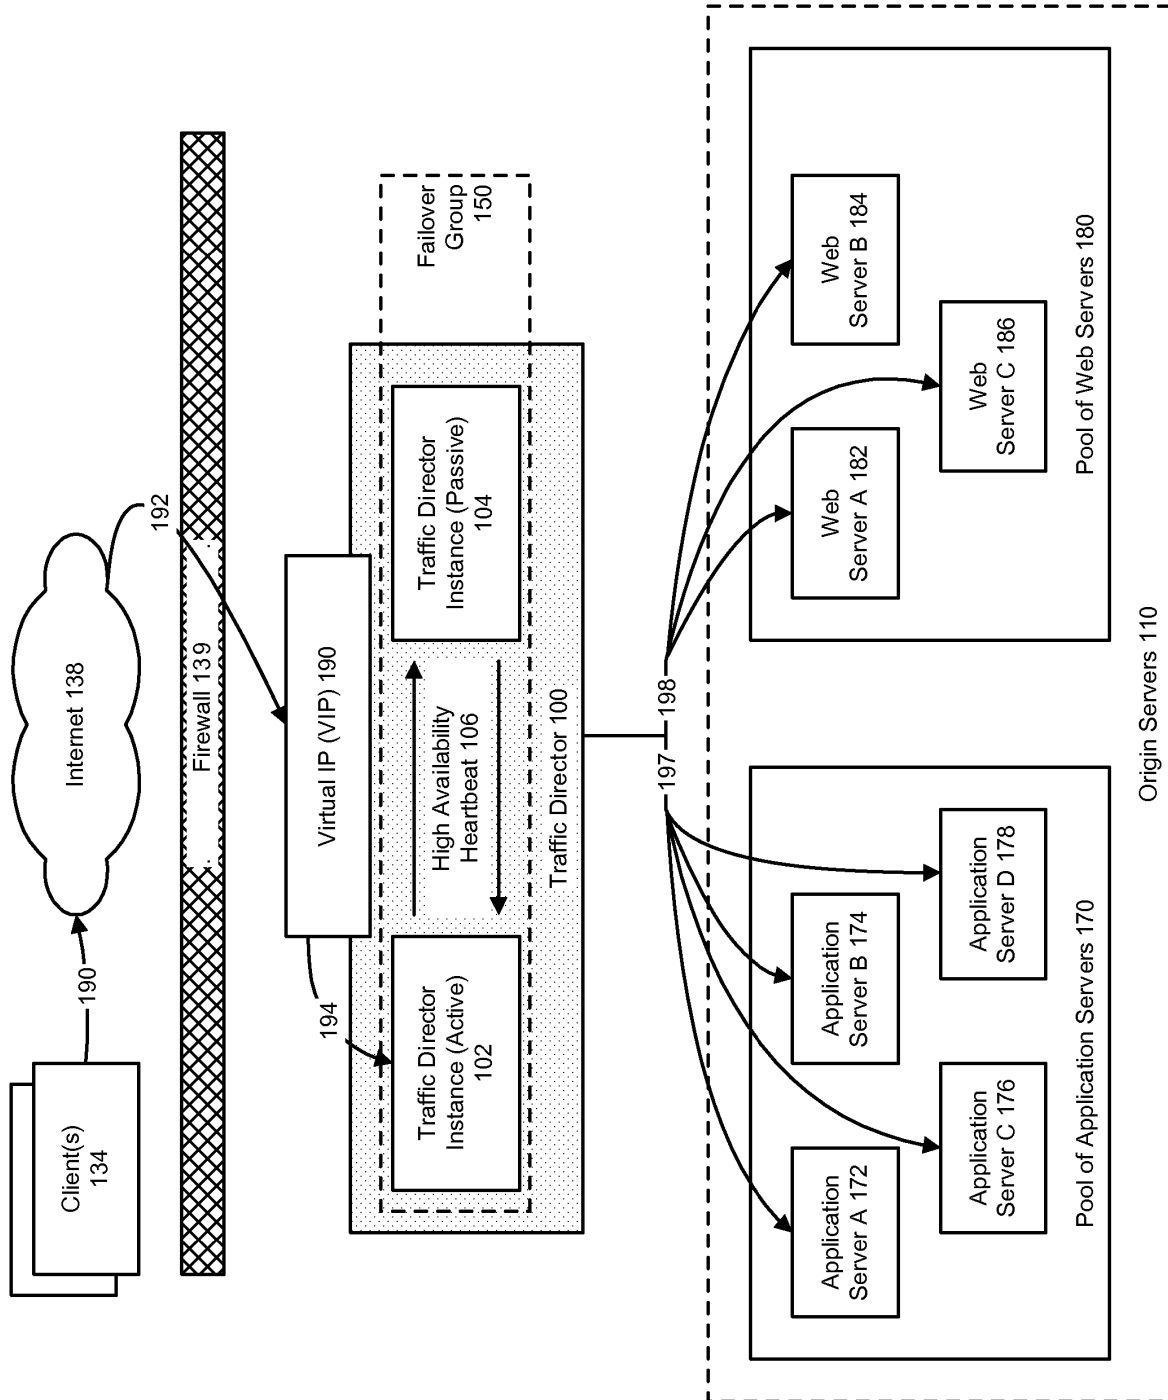 Client(s)
134
190
Internet 138
192
Firewall 139
Virtual IP (VIP) 190
194
Traffic Director
Instance (Active)
102
High Availability
Heartbeat 106
Traffic Director
Instance (Passive)
104
Failover
Group
150
Traffic Director 100
197
198
Application
Server A 172
Application
Server B 174
Application
Server C 176
Application
Server D 178
Pool of Application Servers 170
Web
Server A 182
Web
Server B 184
Web
Server C 186
Pool of Web Servers 180
Origin Servers 110